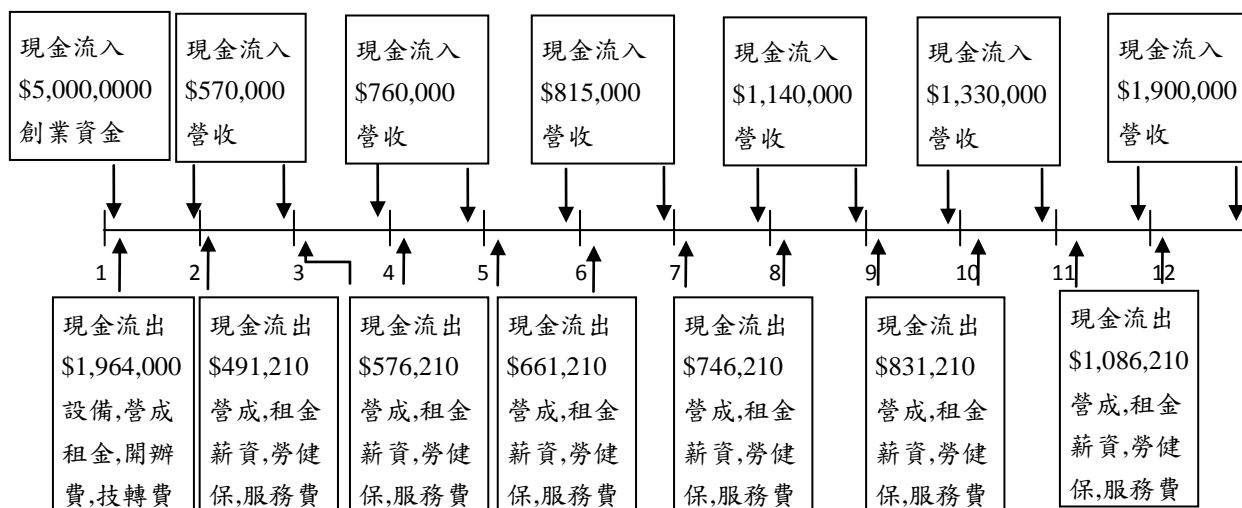 現金流入
$5,000,0000
創業資金
現金流入
$570,000
營收
現金流入
$760,000
營收
現金流入
$815,000
營收
現金流入
$1,140,000
營收
現金流入
$1,330,000
營收
現金流入
$1,900,000
營收
1 2 3 4 5 6 7 8 9 10 11 12
現金流出
$1,964,000
設備,營成
租金,開辦
費,技轉費
現金流出
$491,210
營成,租金
薪資,勞健
保,服務費
現金流出
$576,210
營成,租金
薪資,勞健
保,服務費
現金流出
$661,210
營成,租金
薪資,勞健
保,服務費
現金流出
$746,210
營成,租金
薪資,勞健
保,服務費
現金流出
$831,210
營成,租金
薪資,勞健
保,服務費
現金流出
$1,086,210
營成,租金
薪資,勞健
保,服務費